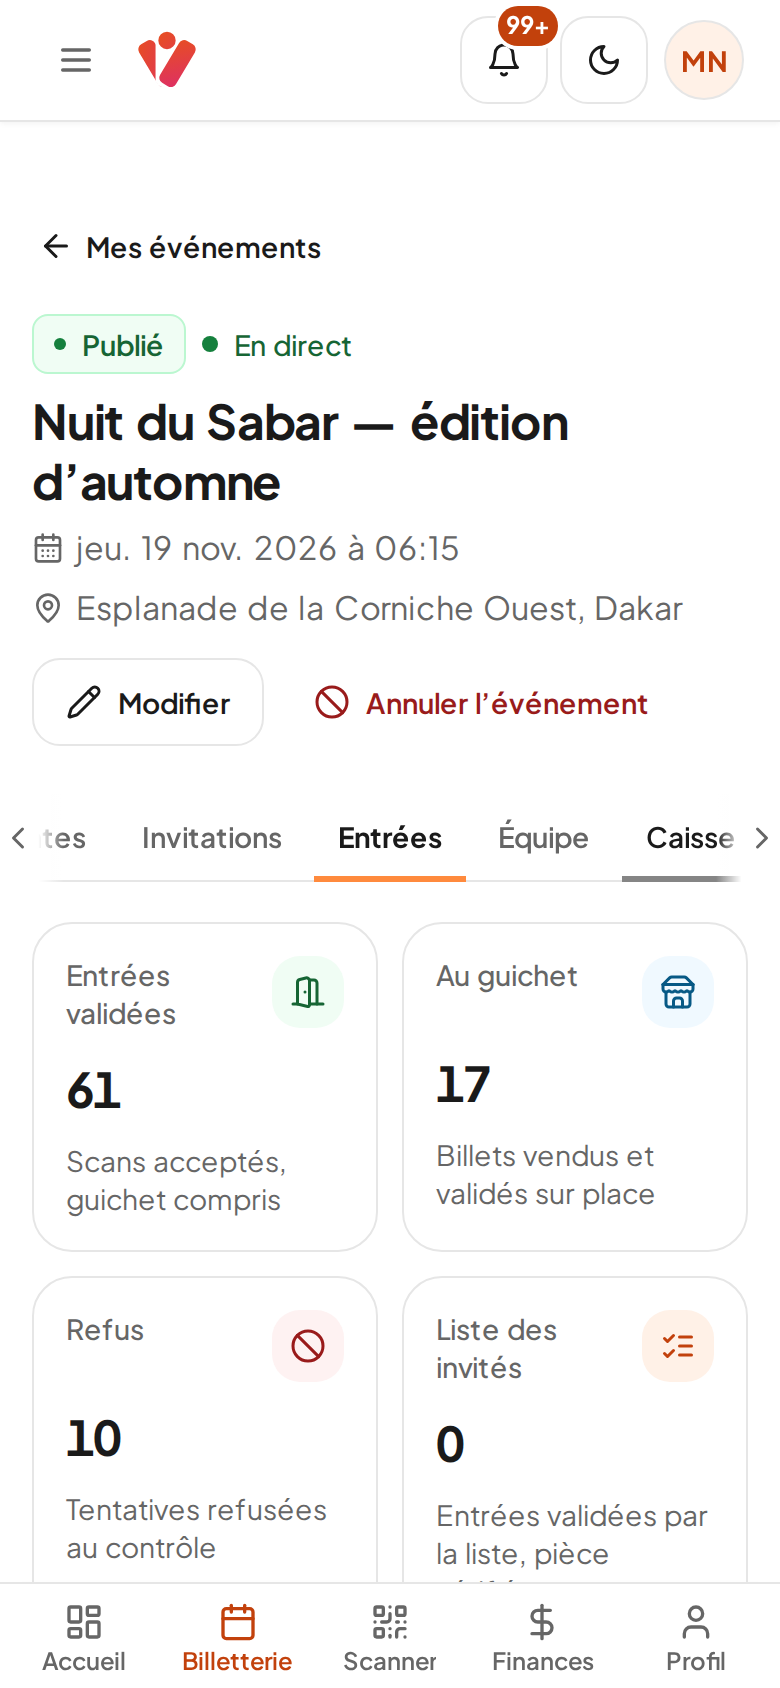 99+
MN
Mes événements
Publié
En direct
Nuit du Sabar — édition
d’automne
jeu. 19 nov. 2026 à 06:15
Esplanade de la Corniche Ouest, Dakar
Modifier
Annuler l’événement
tes
Invitations
Entrées
Équipe
Caisse
Entrées
validées
61
Scans acceptés,
guichet compris
Au guichet
17
Billets vendus et
validés sur place
Refus
10
Tentatives refusées
au contrôle
Liste des
invités
0
Entrées validées par
la liste, pièce
Accueil
Billetterie
Scanner
Finances
Profil